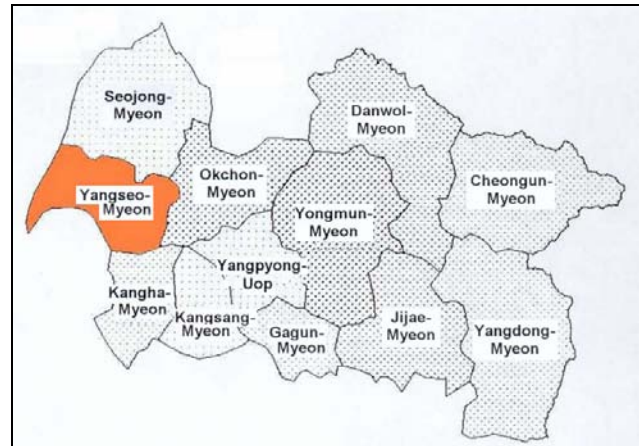 Seojong-
Myeon
Danwol-
Myeon
Okchon-
Myeon
Cheongun-
Myeon
Yangseo-
Myeon
Yongmun-
Myeon
Yangpyong-
Uop
Kangha-
Myeon
Kangsang-
Myeon
Gagun-
Myeon
Jijae-
Myeon
Yangdong-
Myeon